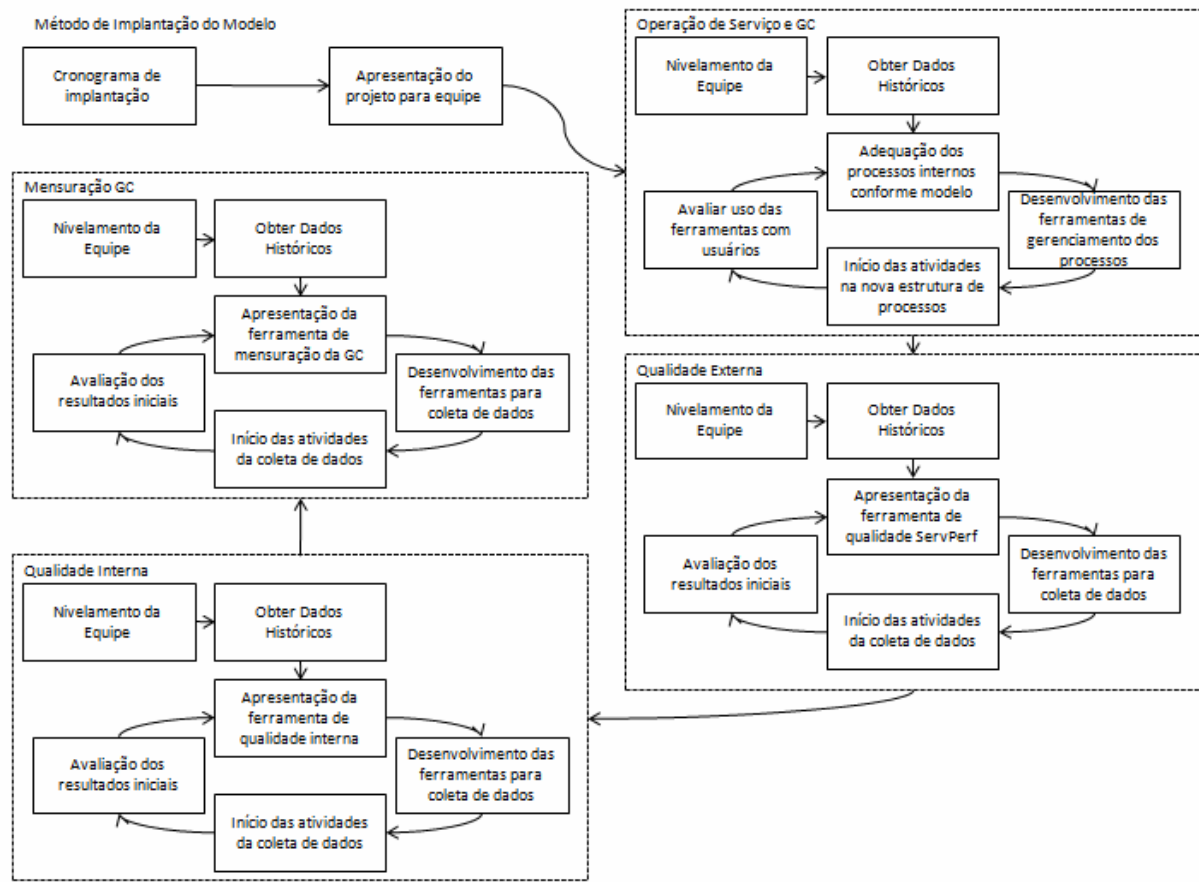 Método de Implantação do Modelo
Cronograma de
implantação
Apresentação do
projeto para equipe
Operação de Serviço e GC
Nivelamento da
Equipe
Obter Dados
Históricos
Adequação dos
processos internos
conforme modelo
Desenvolvimento das
ferramentas de
gerenciamento dos
processos
Início das atividades
na nova estrutura de
processos
Avaliar uso das
ferramentas com
usuários
Qualidade Externa
Nivelamento da
Equipe
Obter Dados
Históricos
Apresentação da
ferramenta de
qualidade ServPerf
Desenvolvimento das
ferramentas para
coleta de dados
Início das atividades
da coleta de dados
Avaliação dos
resultados iniciais
Qualidade Interna
Nivelamento da
Equipe
Obter Dados
Históricos
Apresentação da
ferramenta de
qualidade interna
Desenvolvimento das
ferramentas para
coleta de dados
Início das atividades
da coleta de dados
Avaliação dos
resultados iniciais
Mensuração GC
Nivelamento da
Equipe
Obter Dados
Históricos
Apresentação da
ferramenta de
mensuração da GC
Desenvolvimento das
ferramentas para
coleta de dados
Início das atividades
da coleta de dados
Avaliação dos
resultados iniciais